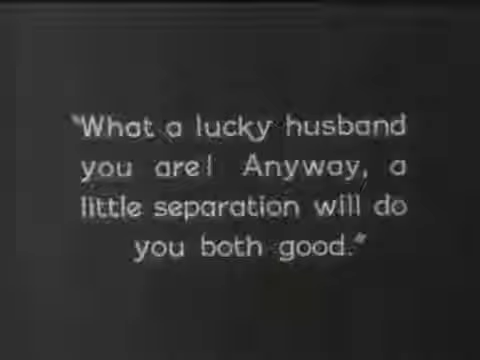 "What a lucky husband
you are! Anyway, a
little separation will do
you both good."